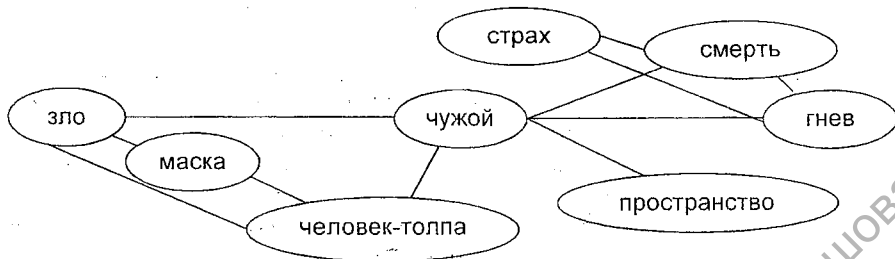 страх
смерть
зло
чужой
гнев
маска
пространство
человек-толпа